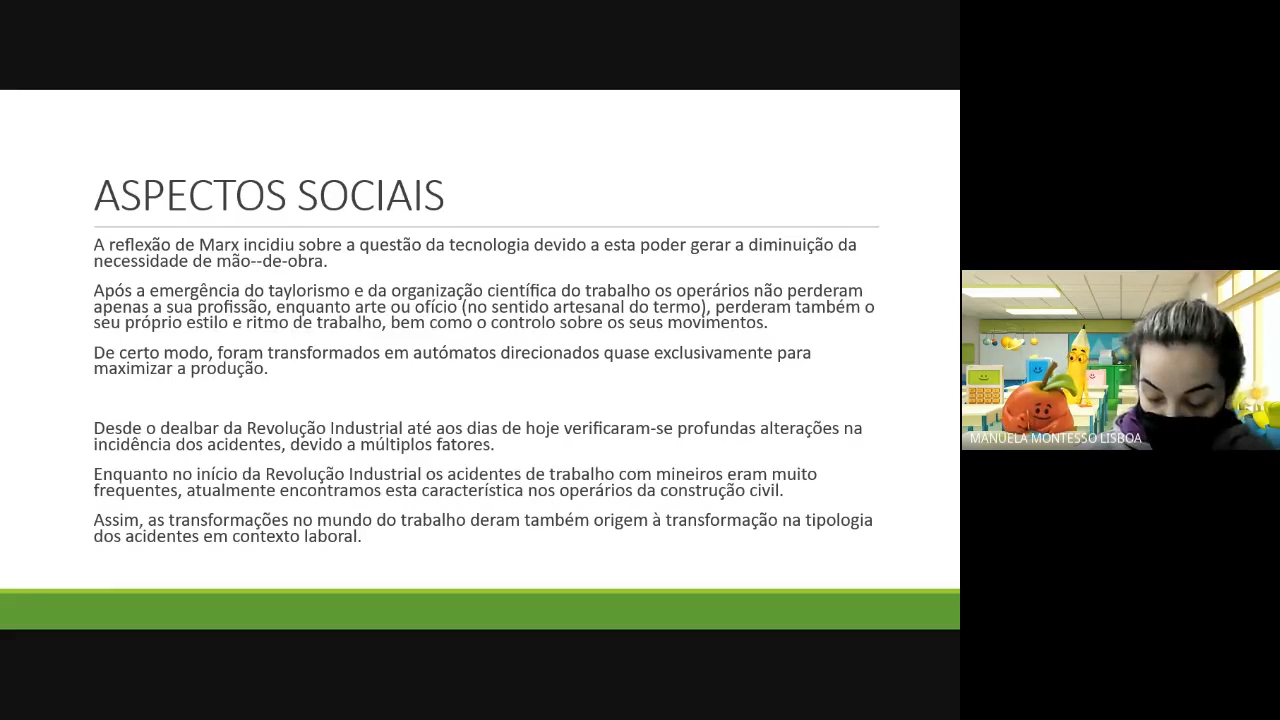 ASPECTOS SOCIAIS
A reflexão de Marx incidiu sobre a questão da tecnologia devido a esta poder gerar a diminuição da
necessidade de mão--de-obra.
Após a emergência do taylorismo e da organização científica do trabalho os operários não perderam
apenas a sua profissão, enquanto arte ou ofício (no sentido artesanal do termo), perderam também o
seu próprio estilo e ritmo de trabalho, bem como o controlo sobre os seus movimentos.
De certo modo, foram transformados em autómatos direcionados quase exclusivamente para
maximizar a produção.
Desde o dealbar da Revolução Industrial até aos dias de hoje verificaram-se profundas alterações na
incidência dos acidentes, devido a múltiplos fatores.
Enquanto no início da Revolução Industrial os acidentes de trabalho com mineiros eram muito
frequentes, atualmente encontramos esta característica nos operários da construção civil.
Assim, as transformações no mundo do trabalho deram também origem à transformação na tipologia
dos acidentes em contexto laboral.
MANUELA MONTESSO LISBOA